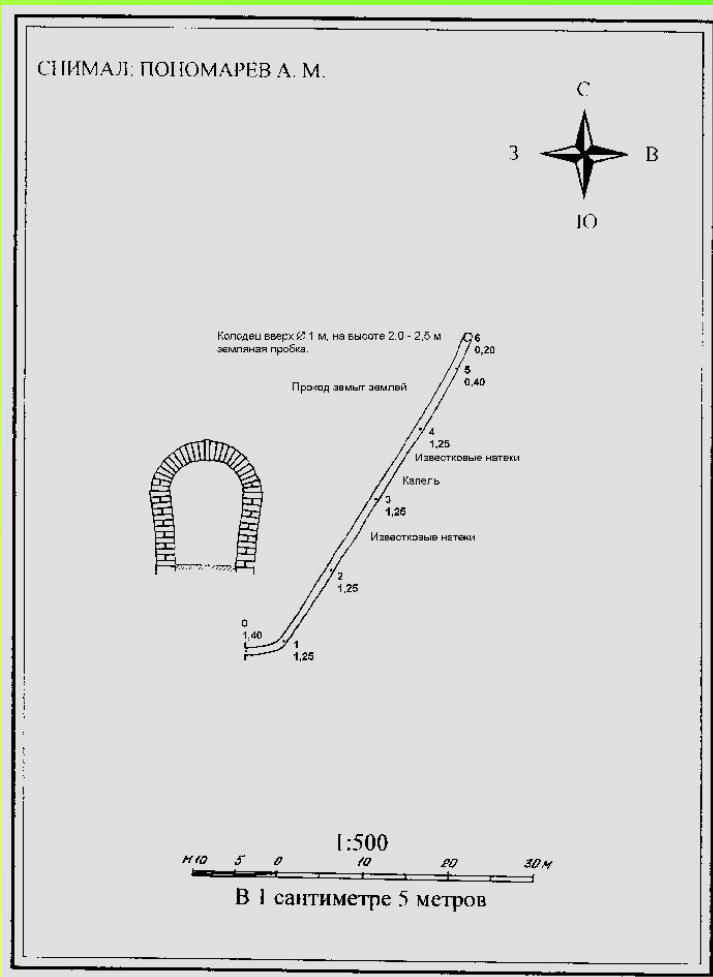 СНИМАЛ: ПОНОМАРЕВ А. М.
С
З
В
Ю
Колодец вверх Ø 1 м, на высоте 2,0 - 2,5 м
земляная пробка.
6
0,20
5
0,40
Проход замыт землей
4
1,25
Известковые натеки
Капель
3
1,25
Известковые натеки
2
1,25
0
1,40
1
1,25
1:500
м 10 5 0 10 20 30 м
В 1 сантиметре 5 метров